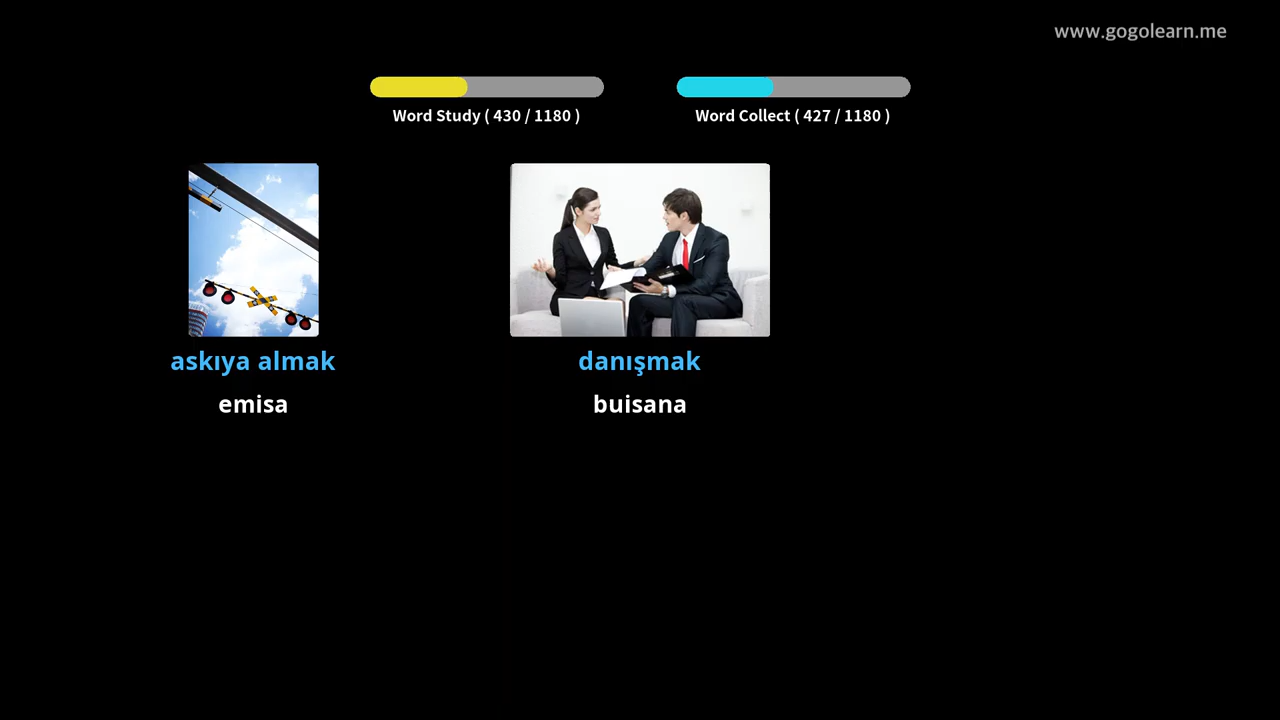 www.gogolearn.me
Word Study ( 430 / 1180 )
Word Collect ( 427 / 1180 )
askıya almak
emisa
danışmak
buisana